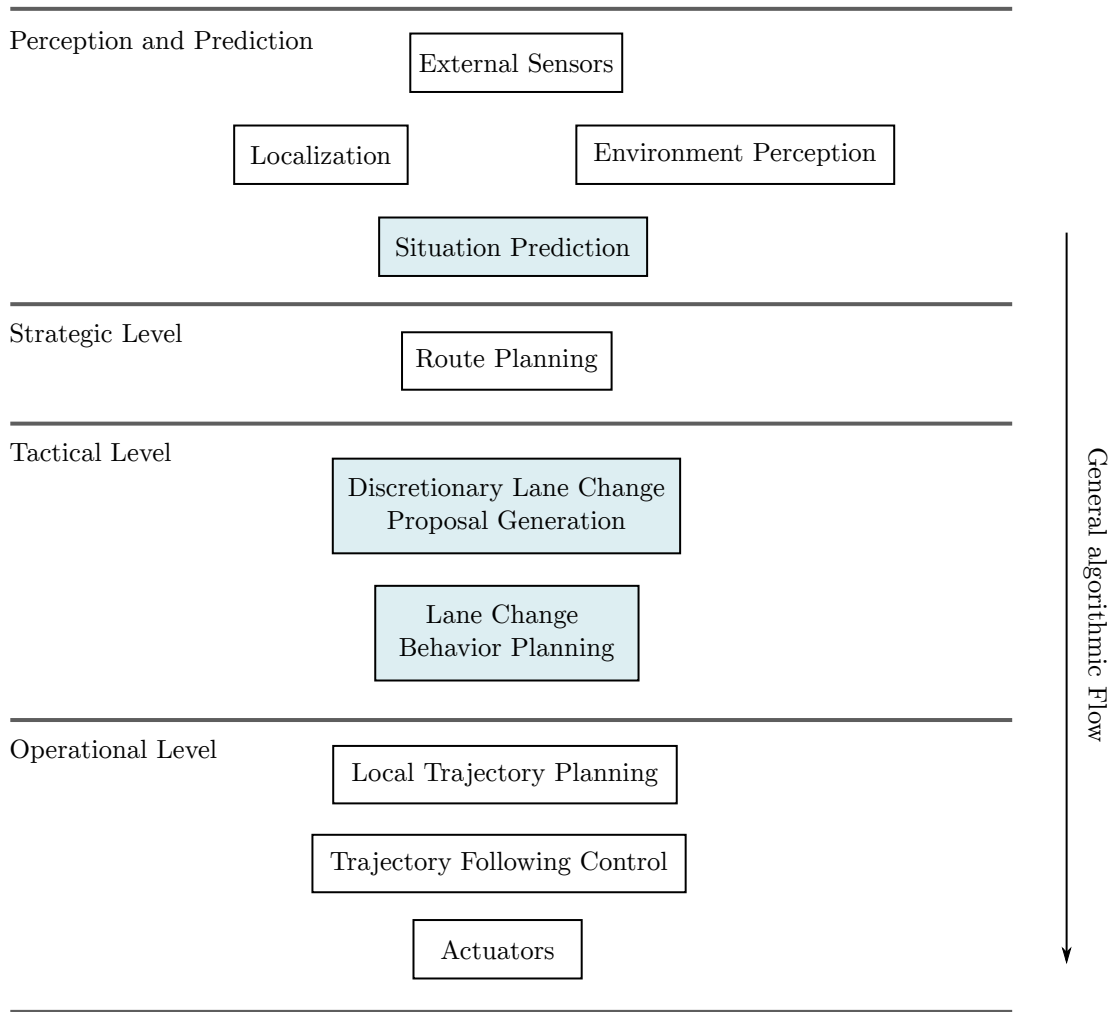 Perception and Prediction
External Sensors
Localization
Environment Perception
Situation Prediction
Strategic Level
Route Planning
Tactical Level
Discretionary Lane Change
Proposal Generation
Lane Change
Behavior Planning
General algorithmic Flow
Operational Level
Local Trajectory Planning
Trajectory Following Control
Actuators